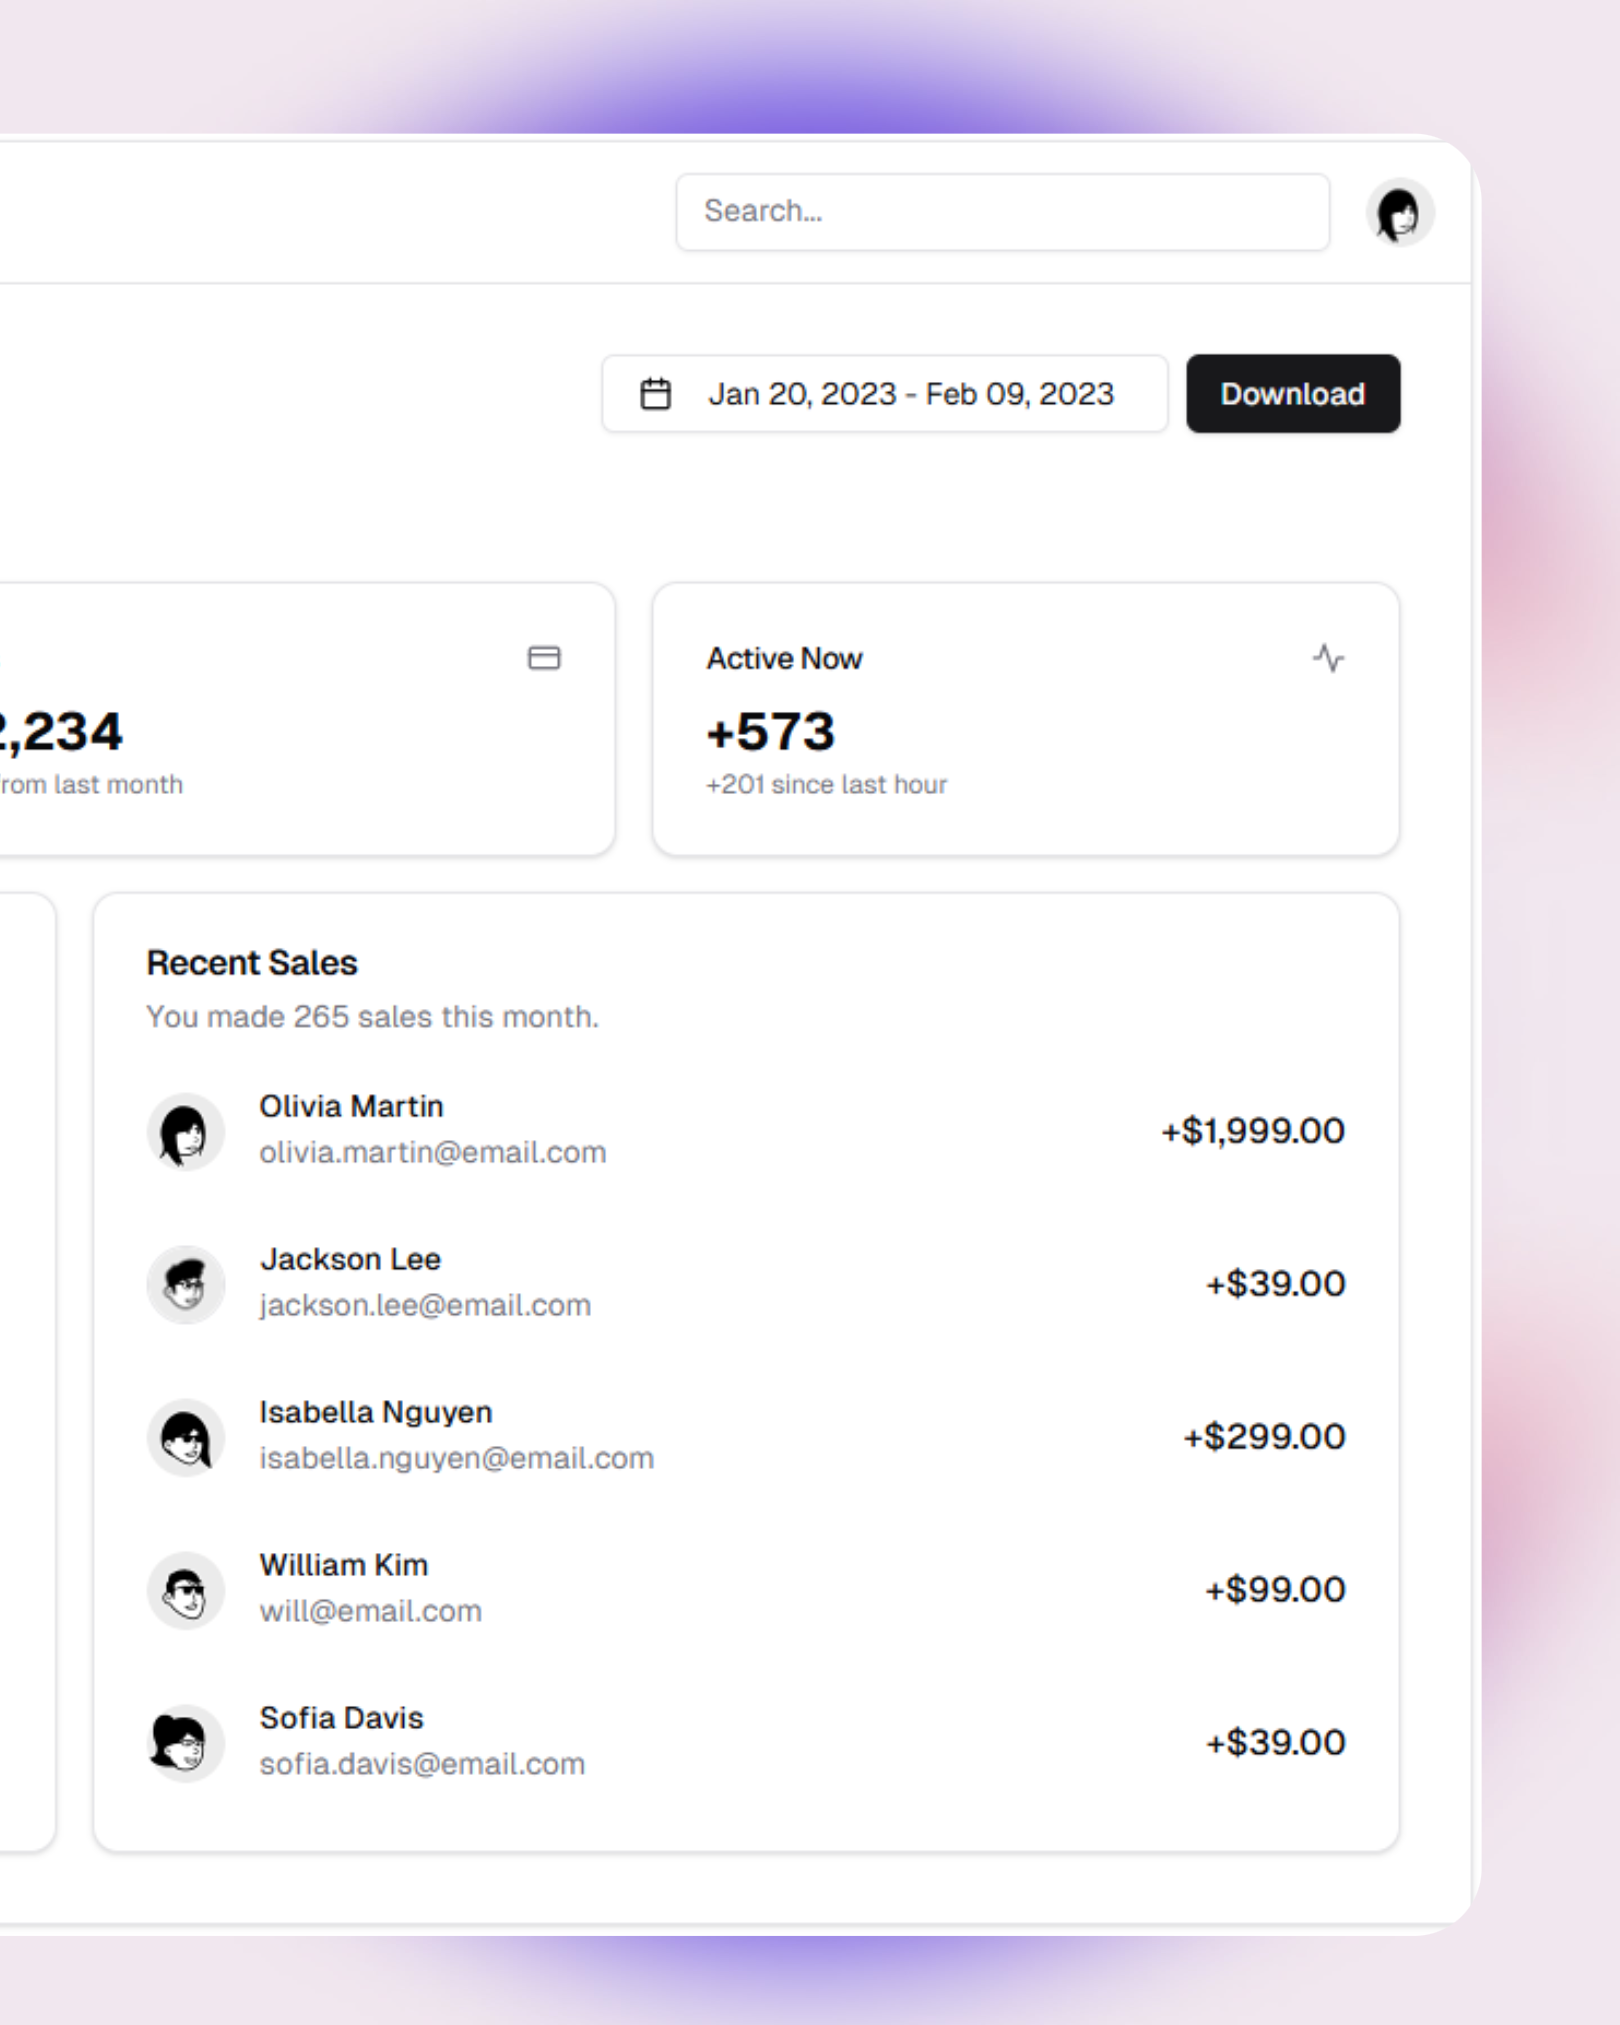 Search...
Jan 20, 2023 - Feb 09, 2023
Download
Active Now
2,234
+573
from last month
+201 since last hour
Recent Sales
You made 265 sales this month.
Olivia Martin
olivia.martin@email.com
+$1,999.00
Jackson Lee
jackson.lee@email.com
+$39.00
Isabella Nguyen
isabella.nguyen@email.com
+$299.00
William Kim
will@email.com
+$99.00
Sofia Davis
sofia.davis@email.com
+$39.00